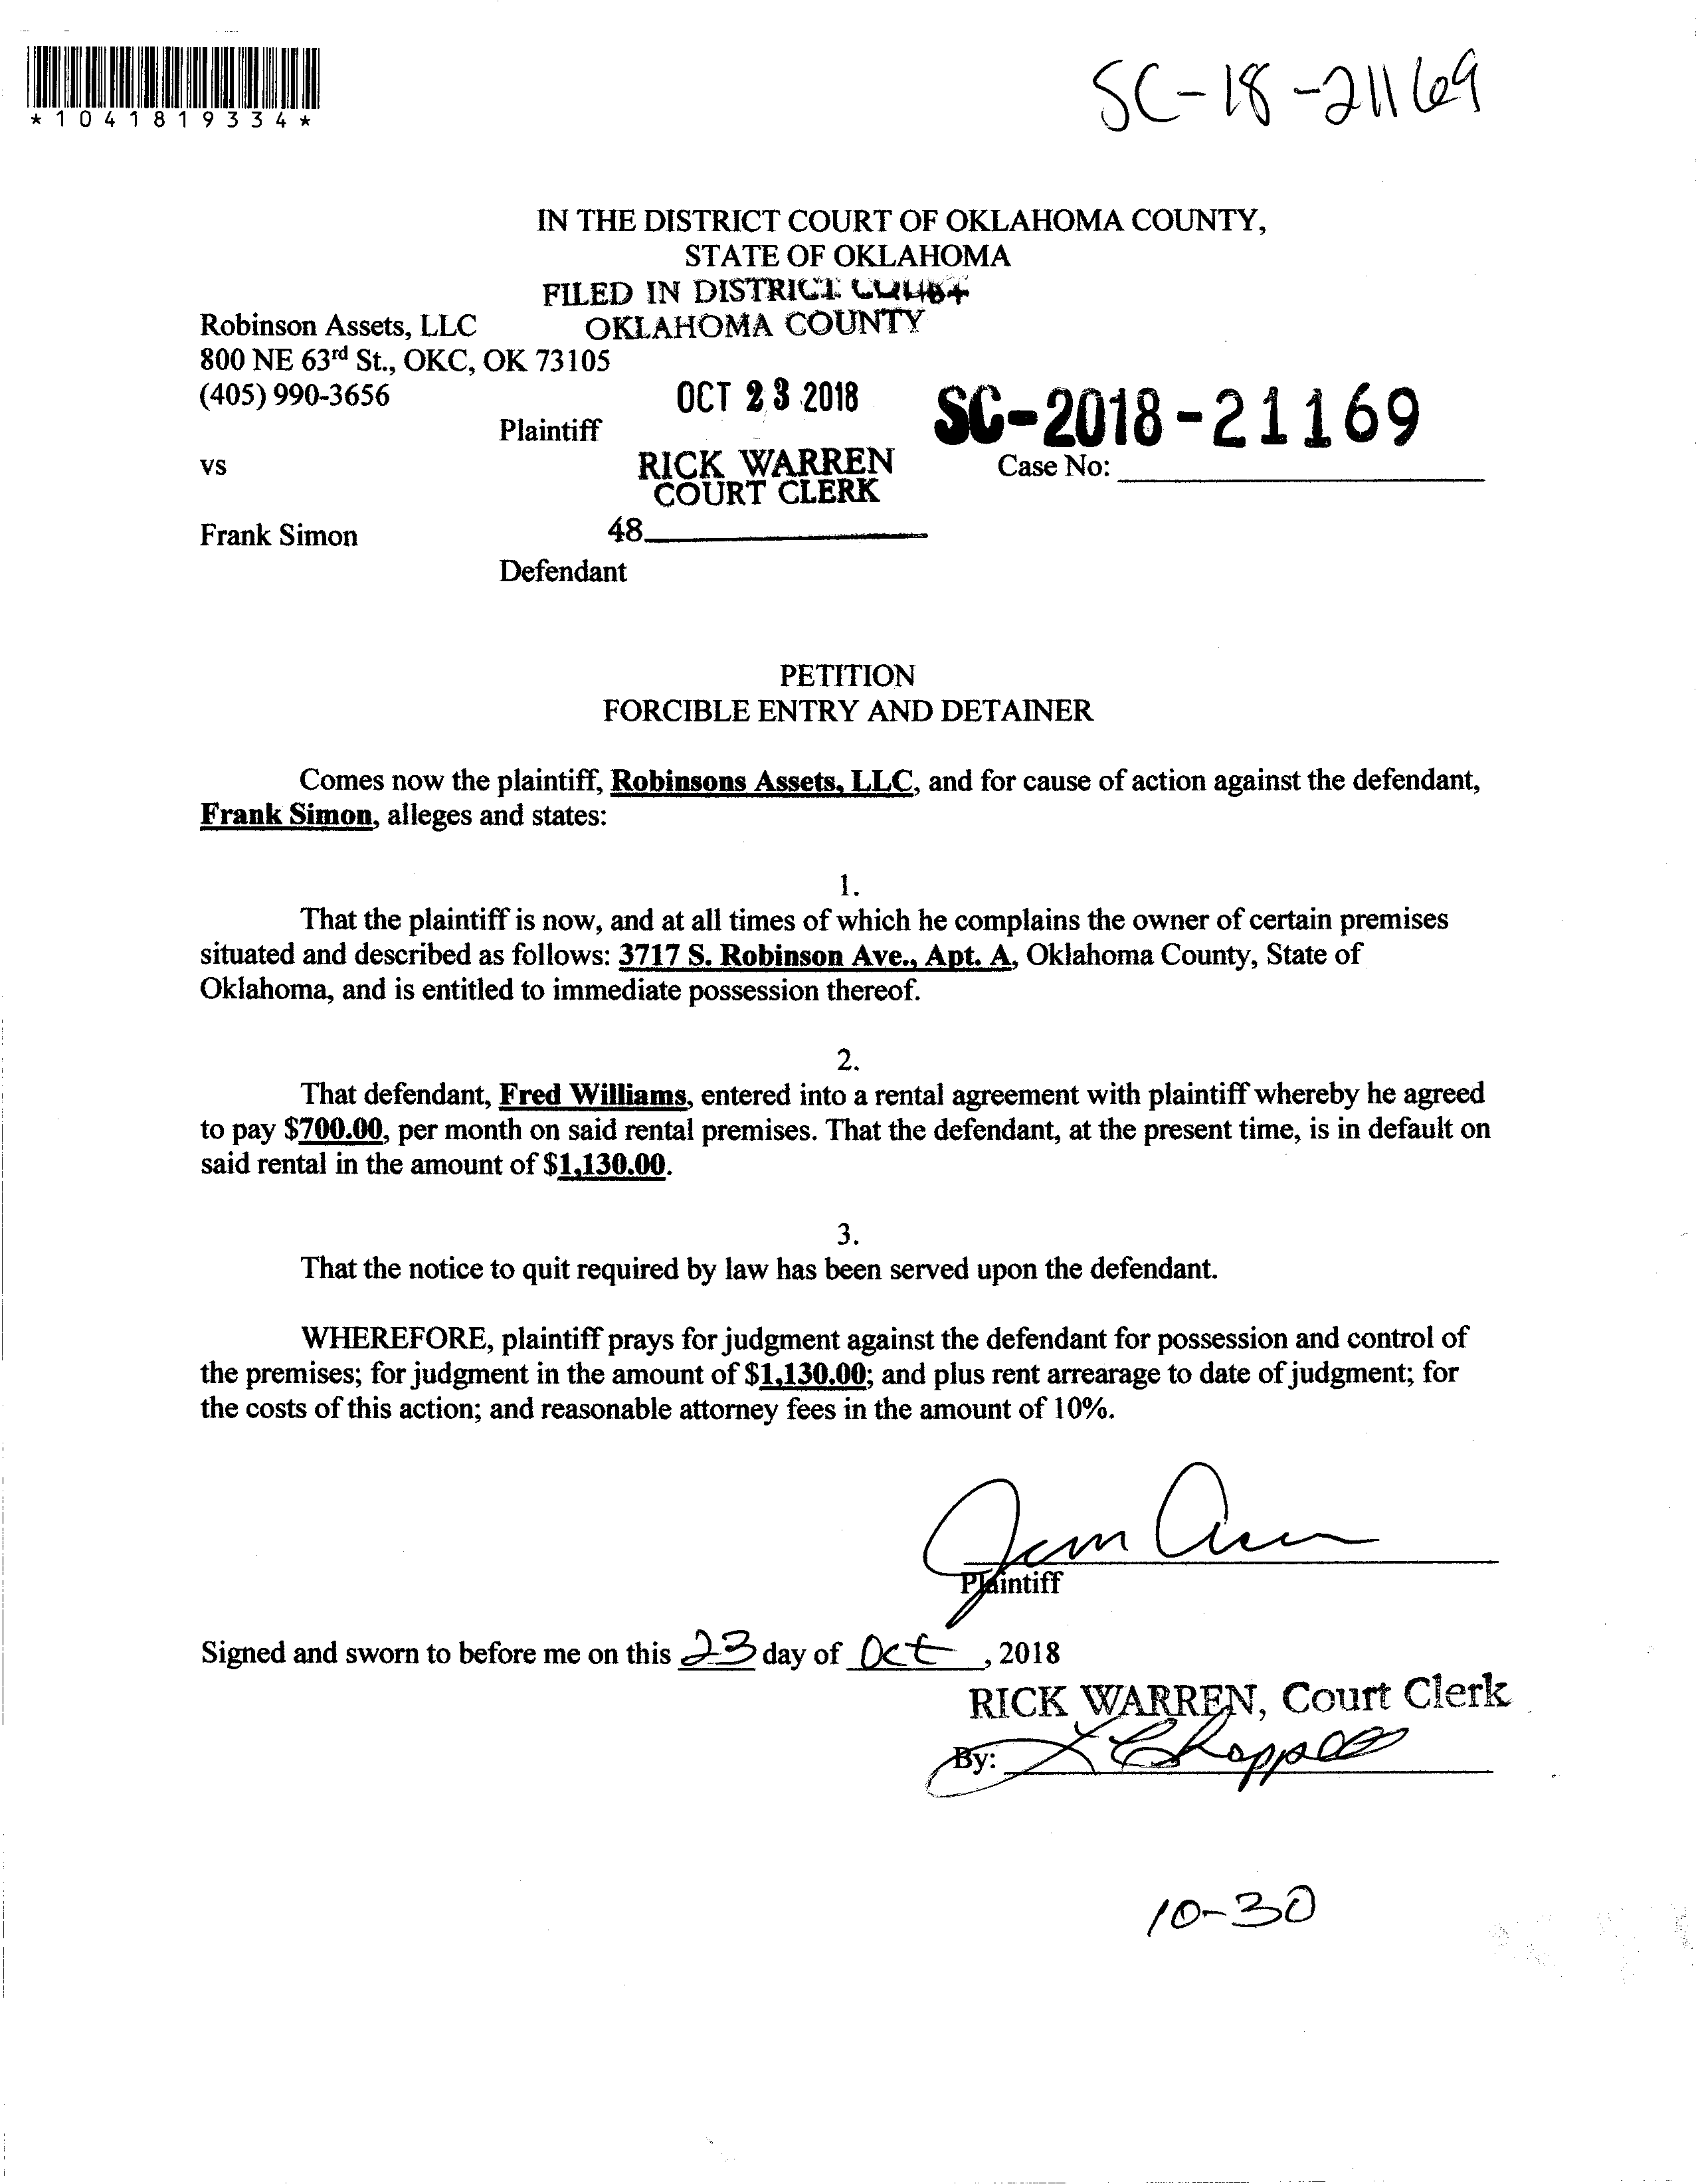 *1041819334*
SC-18-21169
IN THE DISTRICT COURT OF OKLAHOMA COUNTY,
STATE OF OKLAHOMA
FILED IN DISTRICT COURT
OKLAHOMA COUNTY
Robinson Assets, LLC
800 NE 63rd St., OKC, OK 73105
(405) 990-3656
OCT 23 2018
SC-2018-21169
Plaintiff
vs
RICK WARREN
COURT CLERK
Case No:
Frank Simon
48
Defendant
PETITION
FORCIBLE ENTRY AND DETAINER
Comes now the plaintiff, Robinsons Assets, LLC, and for cause of action against the defendant,
Frank Simon, alleges and states:
1.
That the plaintiff is now, and at all times of which he complains the owner of certain premises
situated and described as follows: 3717 S. Robinson Ave., Apt. A, Oklahoma County, State of
Oklahoma, and is entitled to immediate possession thereof.
2.
That defendant, Fred Williams, entered into a rental agreement with plaintiff whereby he agreed
to pay $700.00, per month on said rental premises. That the defendant, at the present time, is in default on
said rental in the amount of $1,130.00.
3.
That the notice to quit required by law has been served upon the defendant.
WHEREFORE, plaintiff prays for judgment against the defendant for possession and control of
the premises; for judgment in the amount of $1,130.00; and plus rent arrearage to date of judgment; for
the costs of this action; and reasonable attorney fees in the amount of 10%.
Plaintiff
Signed and sworn to before me on this 23 day of Oct, 2018
RICK WARREN, Court Clerk
By:
10-30